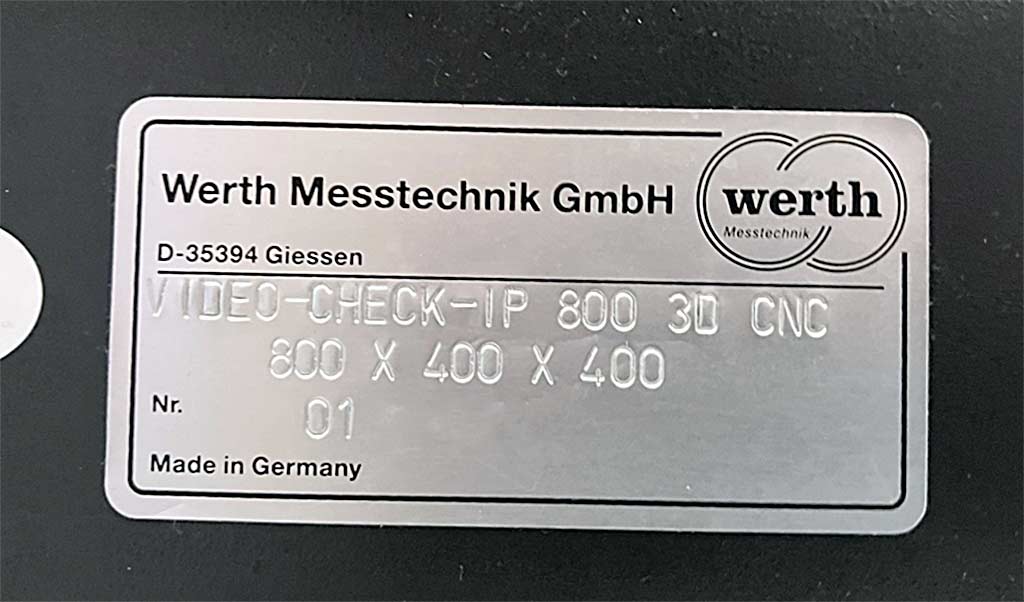 Werth Messtechnik GmbH
werth
Messtechnik
D-35394 Giessen
VIDEO-CHECK-IP 800 3D CNC
800 X 400 X 400
Nr. 01
Made in Germany